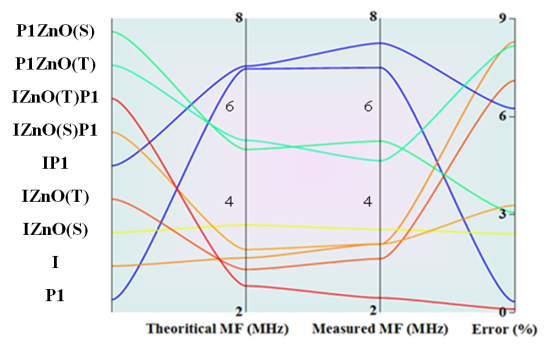 8
8
9
P1ZnO(S)
P1ZnO(T)
IZnO(T)P1
IZnO(S)P1
IP1
IZnO(T)
IZnO(S)
I
P1
6
6
6
4
4
3
2
2
0
Theoritical MF (MHz)
Measured MF (MHz)
Error (%)